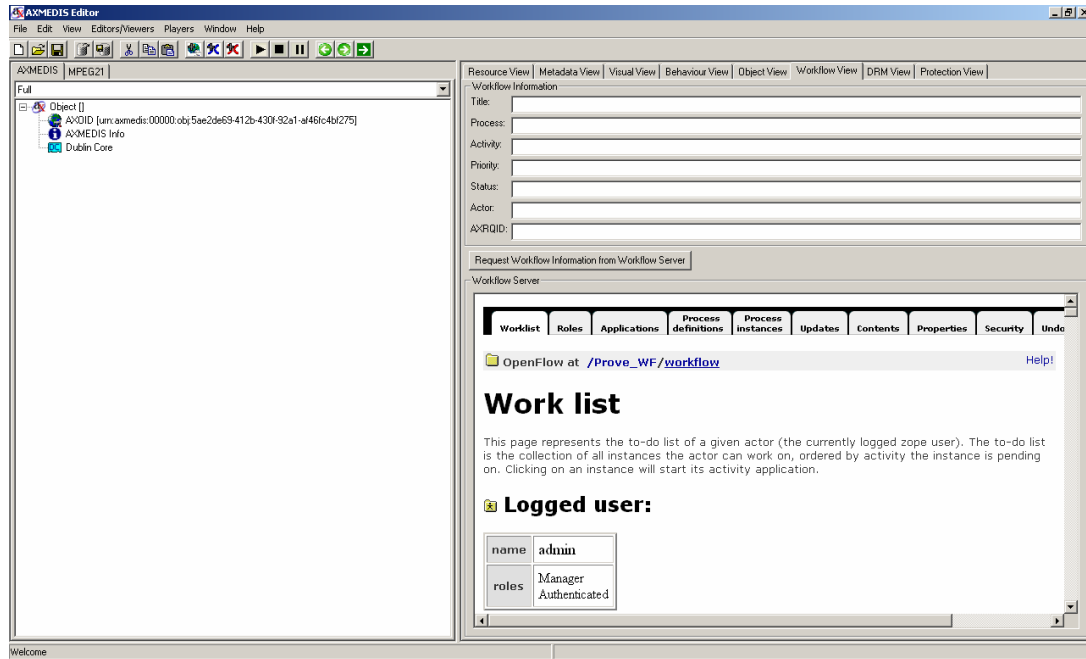 AXMEDIS Editor
File Edit View Editors/Viewers Players Window Help
AXMEDIS MPEG21
Full
Object []
AXOID [urn:axmedis:00000:obj:5ae2de69-412b-430f-92a1-af46fc4bf275]
AXMEDIS Info
DC Dublin Core
Resource View Metadata View Visual View Behaviour View Object View Workflow View DRM View Protection View
Workflow Information
Title:
Process:
Activity:
Priority:
Status:
Actor:
AXRQID:
Request Workflow Information from Workflow Server
Workflow Server
Worklist Roles Applications Process definitions Process instances Updates Contents Properties Security Undo
OpenFlow at /Prove_WF/workflow Help!
Work list
This page represents the to-do list of a given actor (the currently logged zope user). The to-do list
is the collection of all instances the actor can work on, ordered by activity the instance is pending
on. Clicking on an instance will start its activity application.
Logged user:
name admin
roles Manager
Authenticated
Welcome